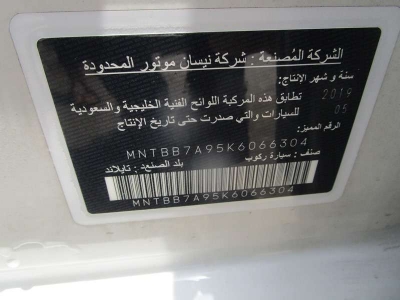 الشركة المُصنعة : شركة نيسان موتور المحدودة
سنة و شهر الانتاج: 2019
05
تطابق هذه المركبة اللوائح الفنية الخليجية والسعودية
للسيارات والتي صدرت حتى تاريخ الإنتاج
الرقم المميز:
MNTBB7A95K6066304
صنف : سيارة ركوب
بلد الصنع: تايلاند
MNTBB7A95K6066304